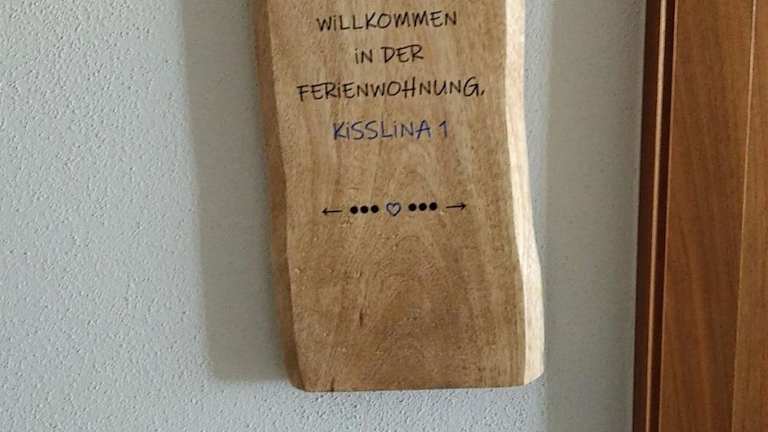 WiLLKOMMEN
iN DER
FERiENWOHNUNG,
KiSSLiNA 1
← ••• ♡ ••• →